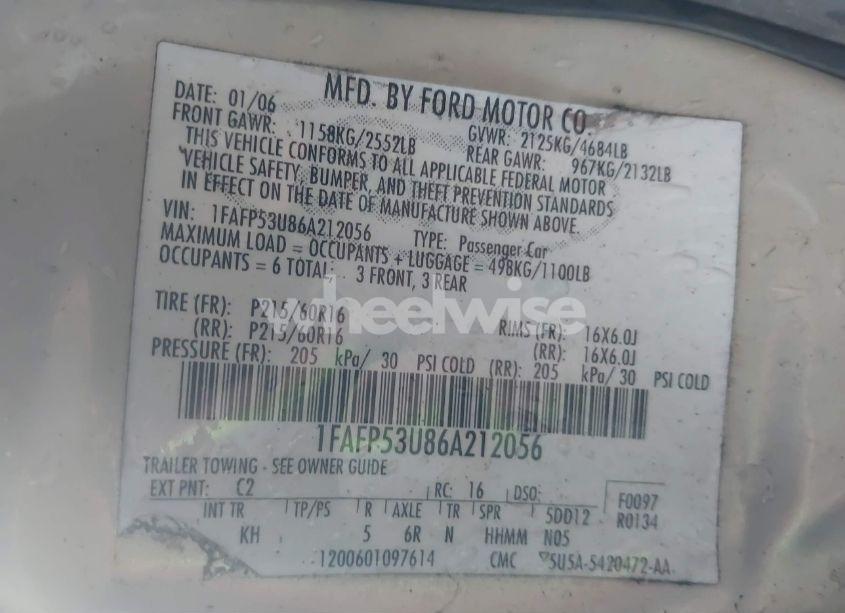 MFD. BY FORD MOTOR CO.
DATE: 01/06
GVWR: 2125KG/4684LB
FRONT GAWR: 1158KG/2552LB
REAR GAWR: 967KG/2132LB
THIS VEHICLE CONFORMS TO ALL APPLICABLE FEDERAL MOTOR
VEHICLE SAFETY, BUMPER, AND THEFT PREVENTION STANDARDS
IN EFFECT ON THE DATE OF MANUFACTURE SHOWN ABOVE.
VIN: 1FAFP53U86A212056 TYPE: Passenger Car
MAXIMUM LOAD = OCCUPANTS + LUGGAGE = 498KG/1100LB
OCCUPANTS = 6 TOTAL: 3 FRONT, 3 REAR
wheelwise
TIRE (FR): P215/60R16 RIMS (FR): 16X6.0J
(RR): P215/60R16 (RR): 16X6.0J
PRESSURE (FR): 205 kPa/ 30 PSI COLD (RR): 205 kPa/ 30 PSI COLD
1FAFP53U86A212056
TRAILER TOWING - SEE OWNER GUIDE
EXT PNT: C2 RC: 16 DSO: F0097
INT TR TP/PS R AXLE TR SPR 5DD12 R0134
KH 5 6R N HHMM N05
1200601097614 CMC 5U5A-5420472-AA